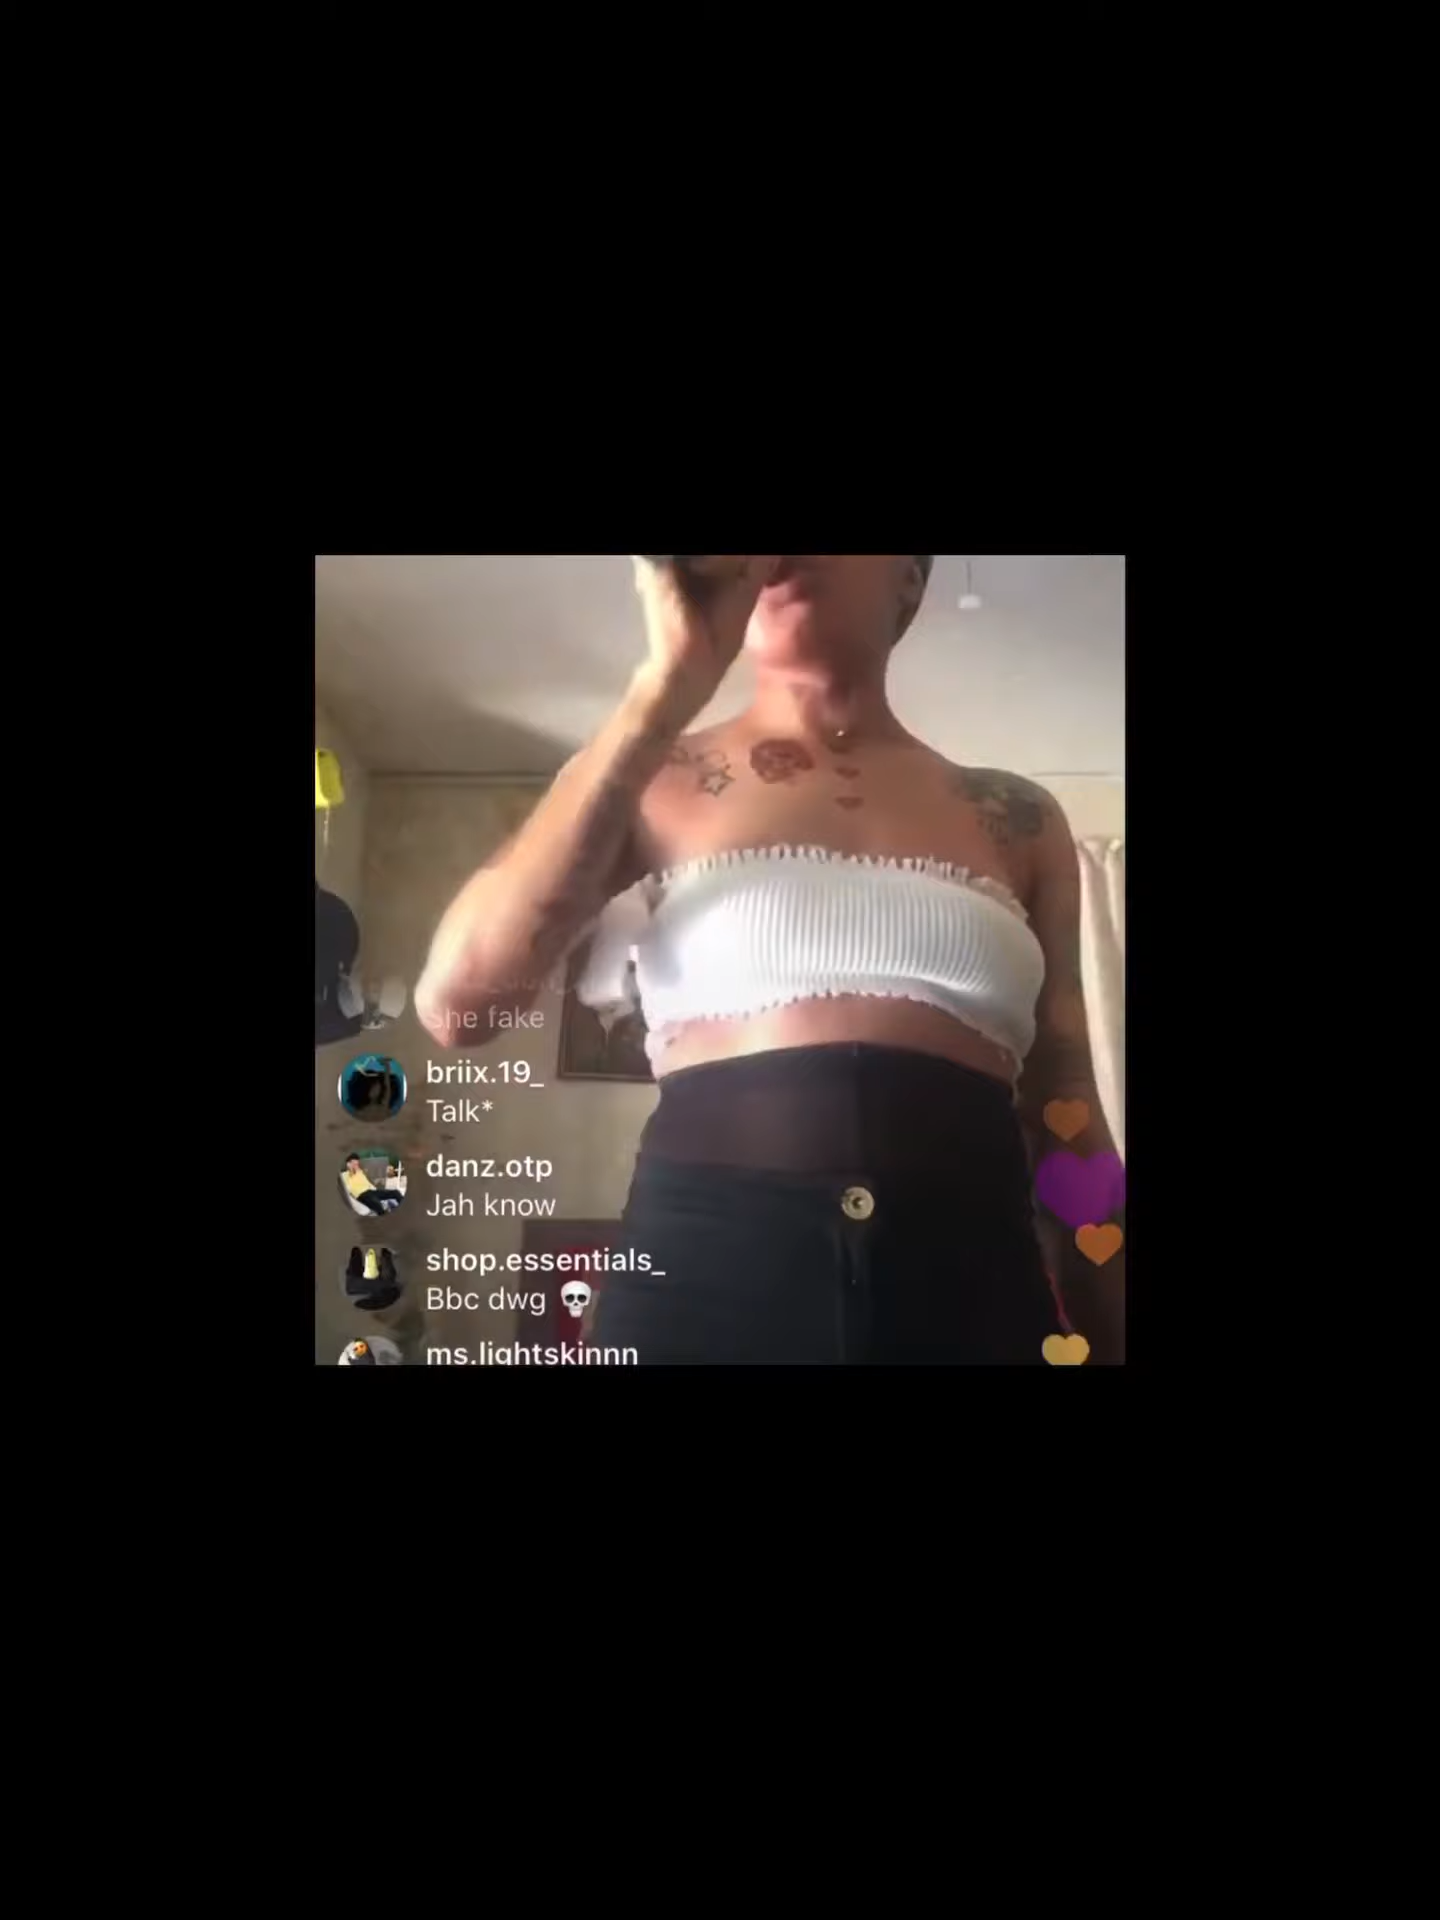 She fake
briix.19_
Talk*
danz.otp
Jah know
shop.essentials_
Bbc dwg 💀
ms.lightskinnn